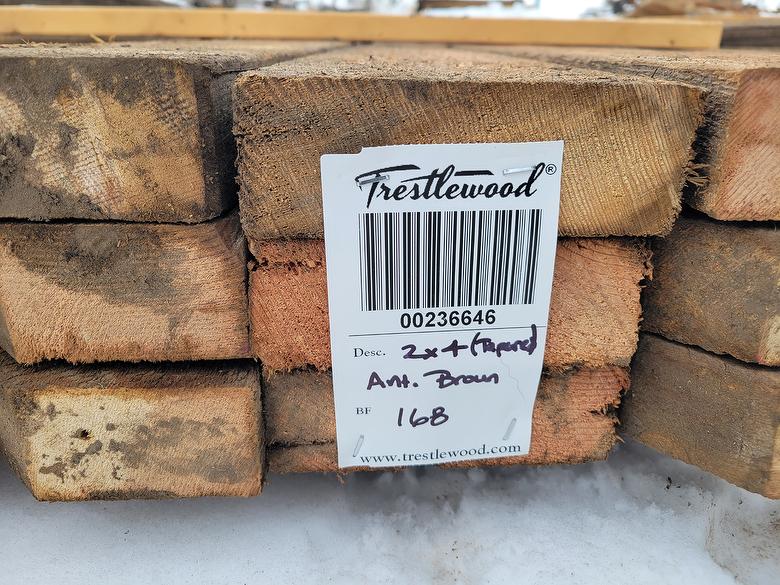 Trestlewood®
00236646
Desc. 2x4 (Tapered)
Ant. Brown
BF 168
www.trestlewood.com